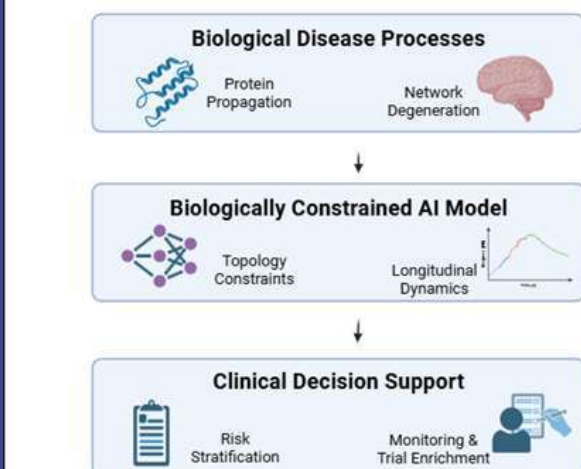 Biological Disease Processes
Protein
Propagation
Network
Degeneration
Biologically Constrained AI Model
Topology
Constraints
Longitudinal
Dynamics
Clinical Decision Support
Risk
Stratification
Monitoring &
Trial Enrichment